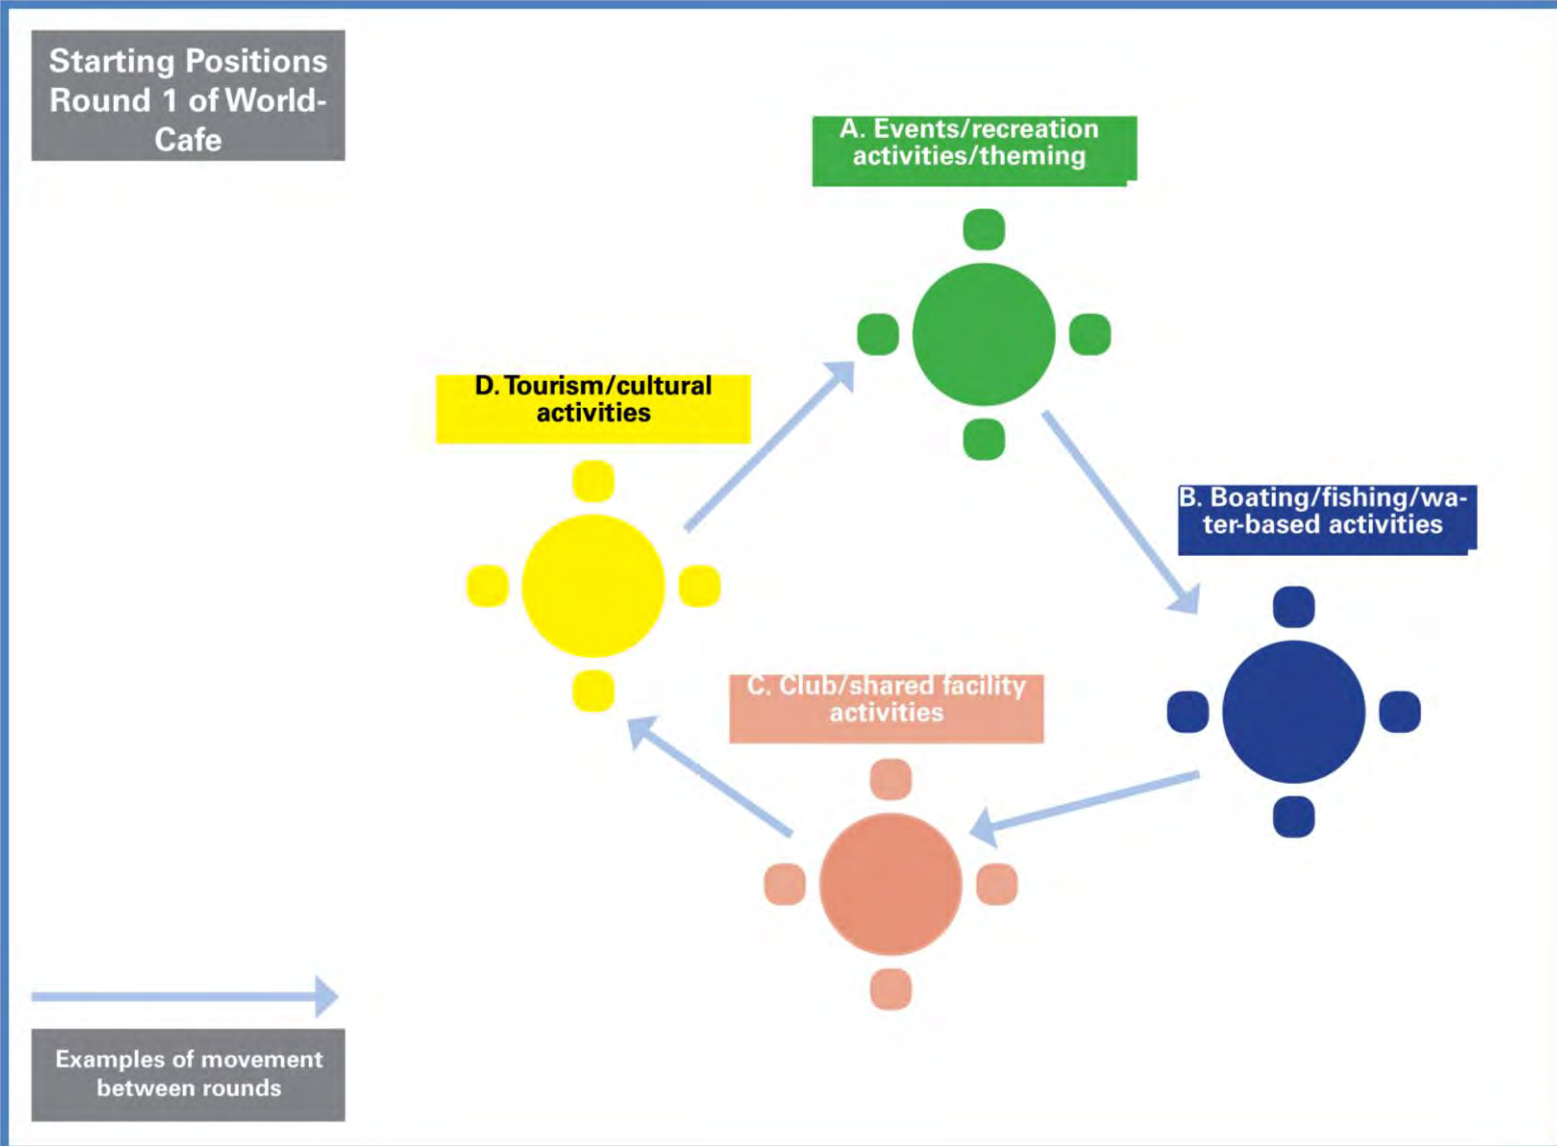 Starting Positions
Round 1 of World-
Cafe
A. Events/recreation
activities/theming
D. Tourism/cultural
activities
B. Boating/fishing/wa-
ter-based activities
C. Club/shared facility
activities
Examples of movement
between rounds